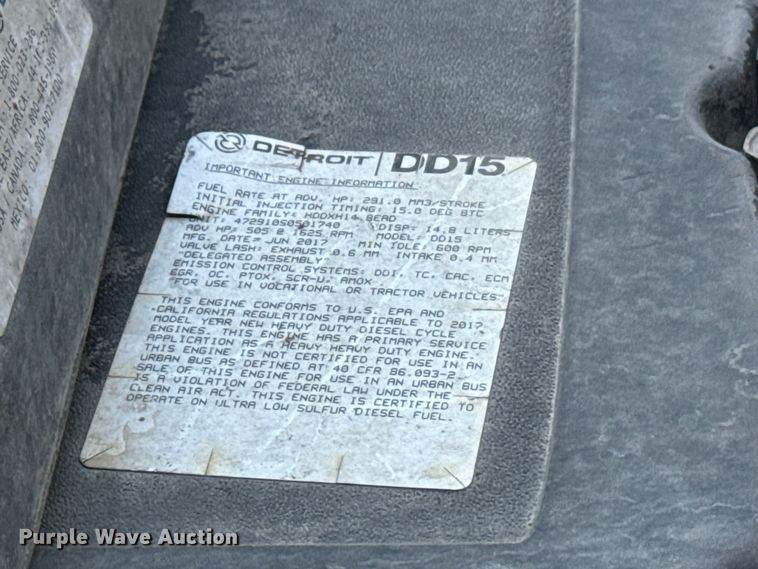 SERVICE
DETROIT | DD15
IMPORTANT ENGINE INFORMATION
FUEL RATE AT ADV. HP: 291.0 MM3/STROKE
INITIAL INJECTION TIMING: 15.0 DEG BTC
ENGINE FAMILY: HDDXH14.8EAD
UNIT: 472910S0501740 DISP: 14.8 LITERS
ADV HP: 505 @ 1625 RPM MODEL: DD15
MFG. DATE: JUN 2017 MIN IDLE: 600 RPM
VALVE LASH: EXHAUST 0.6 MM INTAKE 0.4 MM
"DELEGATED ASSEMBLY"
EMISSION CONTROL SYSTEMS: DDI, TC, CAC, ECM
EGR, OC, PTOX, SCR-U, AMOX
FOR USE IN VOCATIONAL OR TRACTOR VEHICLES
THIS ENGINE CONFORMS TO U.S. EPA AND
CALIFORNIA REGULATIONS APPLICABLE TO 2017
MODEL YEAR NEW HEAVY DUTY DIESEL CYCLE
ENGINES. THIS ENGINE HAS A PRIMARY SERVICE
APPLICATION AS A HEAVY HEAVY DUTY ENGINE.
THIS ENGINE IS NOT CERTIFIED FOR USE IN AN
URBAN BUS AS DEFINED AT 40 CFR 86.093-2.
SALE OF THIS ENGINE FOR USE IN AN URBAN BUS
IS A VIOLATION OF FEDERAL LAW UNDER THE
CLEAN AIR ACT. THIS ENGINE IS CERTIFIED TO
OPERATE ON ULTRA LOW SULFUR DIESEL FUEL.
Purple Wave Auction